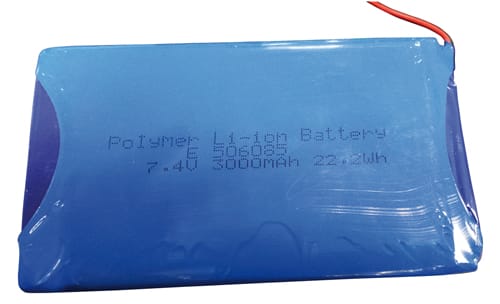 Polymer Li-ion Battery
E 506085
7.4V 3000mAh 22.2Wh